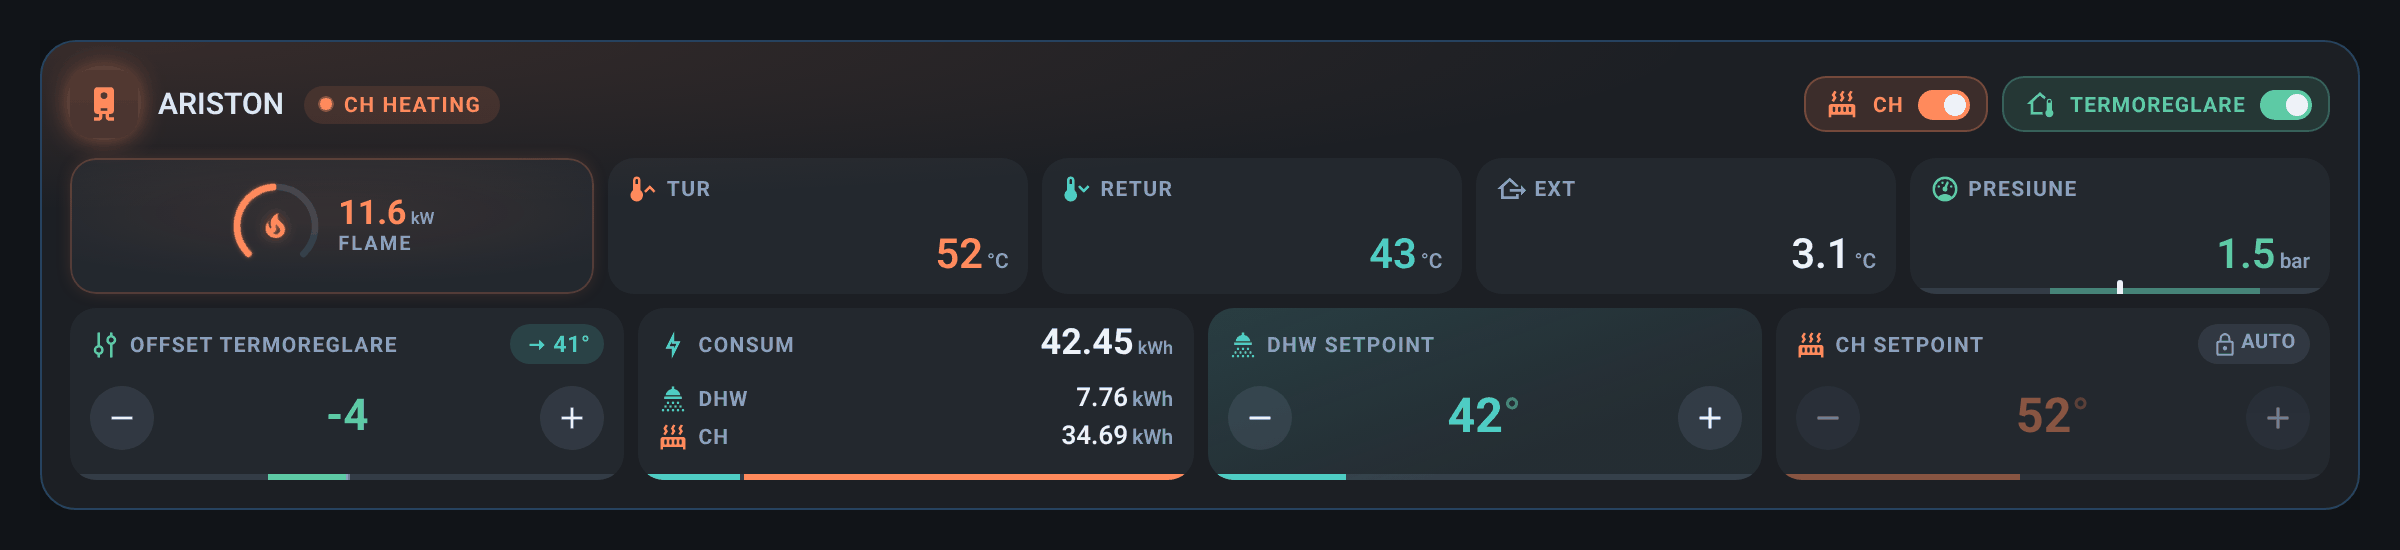 ARISTON
CH HEATING
CH
TERMOREGLARE
11.6 kW
FLAME
TUR
52 °C
RETUR
43 °C
EXT
3.1 °C
PRESIUNE
1.5 bar
OFFSET TERMOREGLARE
→ 41°
− -4 +
CONSUM 42.45 kWh
DHW 7.76 kWh
CH 34.69 kWh
DHW SETPOINT
− 42° +
CH SETPOINT
AUTO
− 52° +